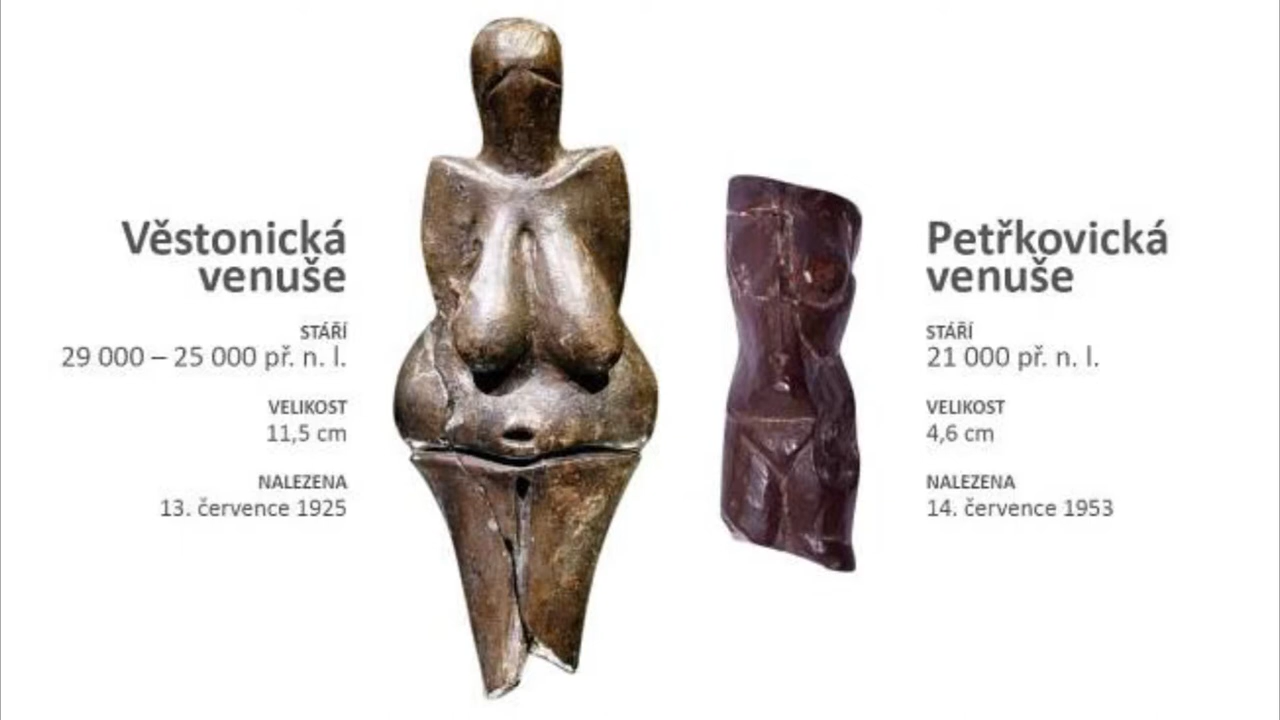 Věstonická
venuše
STÁŘÍ
29 000 – 25 000 př. n. l.
VELIKOST
11,5 cm
NALEZENA
13. července 1925
Petřkovická
venuše
STÁŘÍ
21 000 př. n. l.
VELIKOST
4,6 cm
NALEZENA
14. července 1953